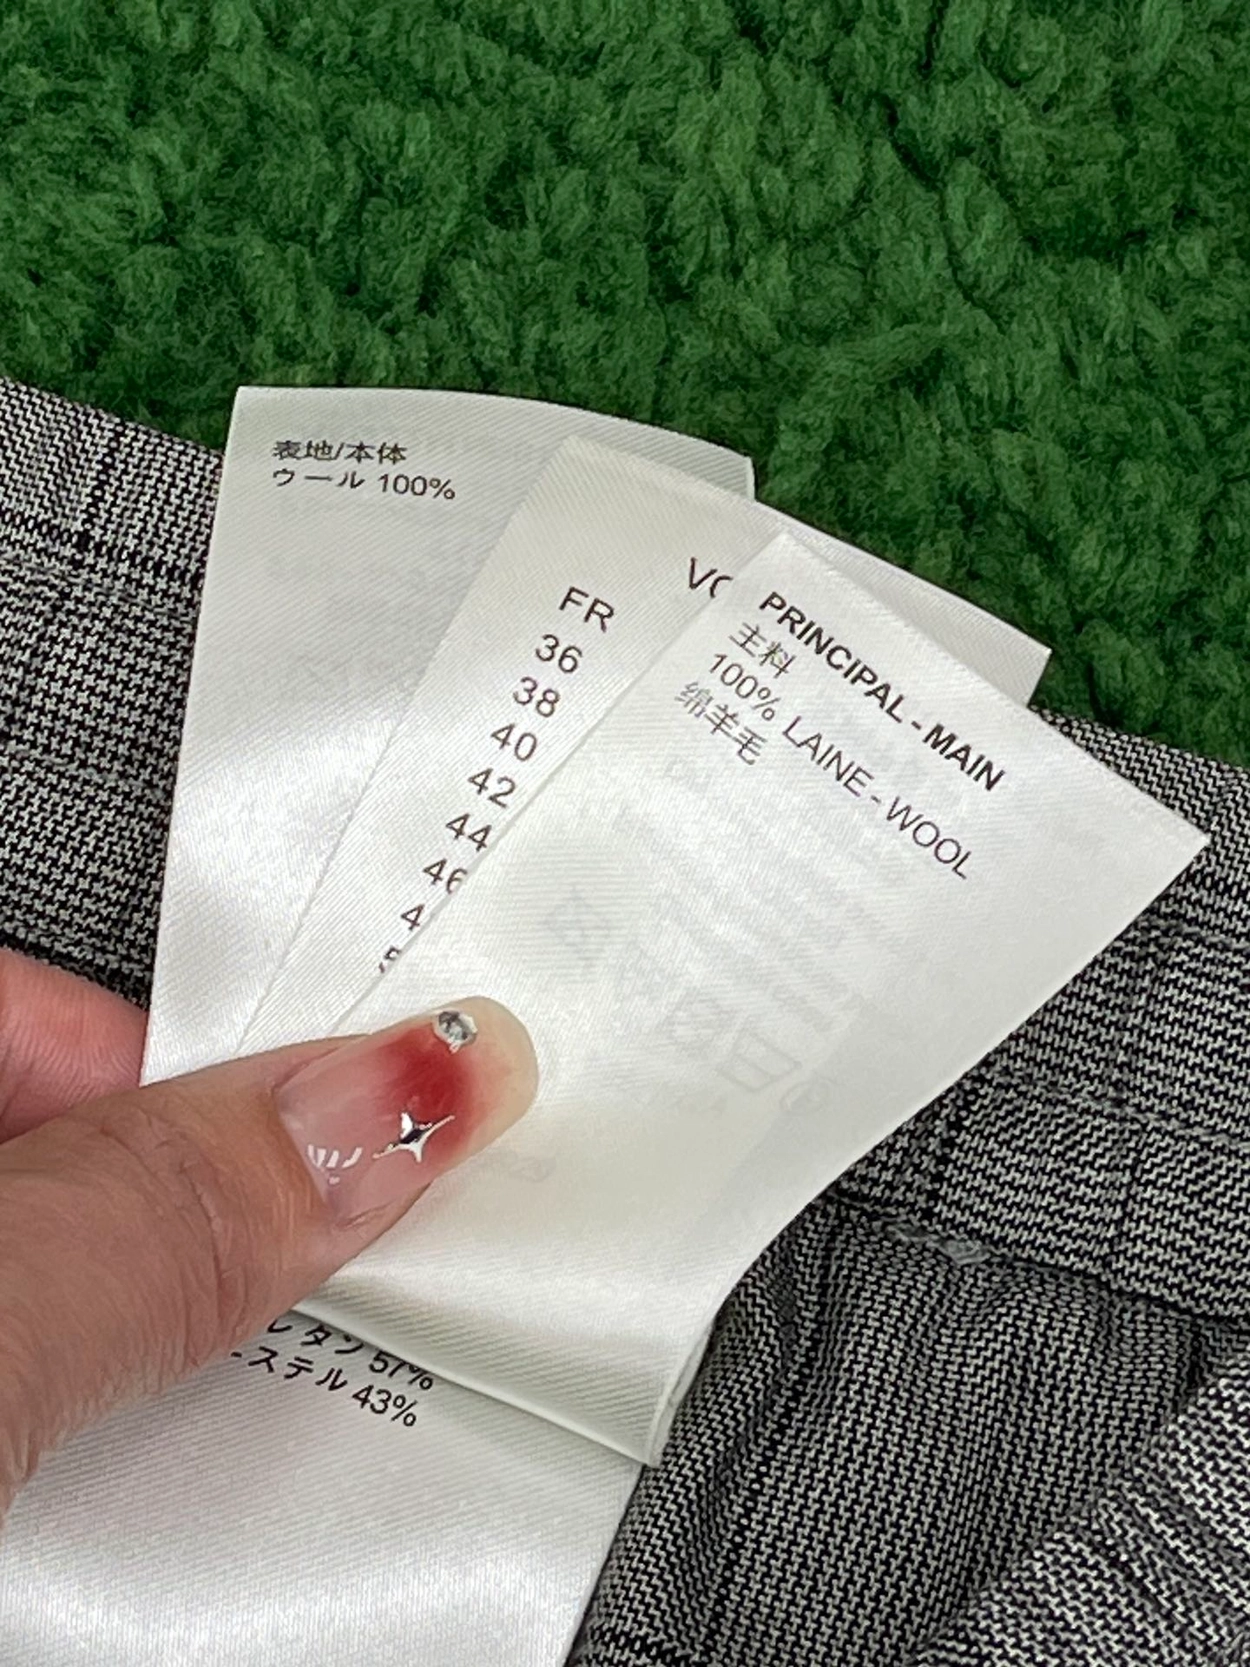 表地/本体
ウール 100%
FR
36
38
40
42
44
46
PRINCIPAL - MAIN
主料
100% LAINE - WOOL
绵羊毛
レタン 57%
ステル 43%